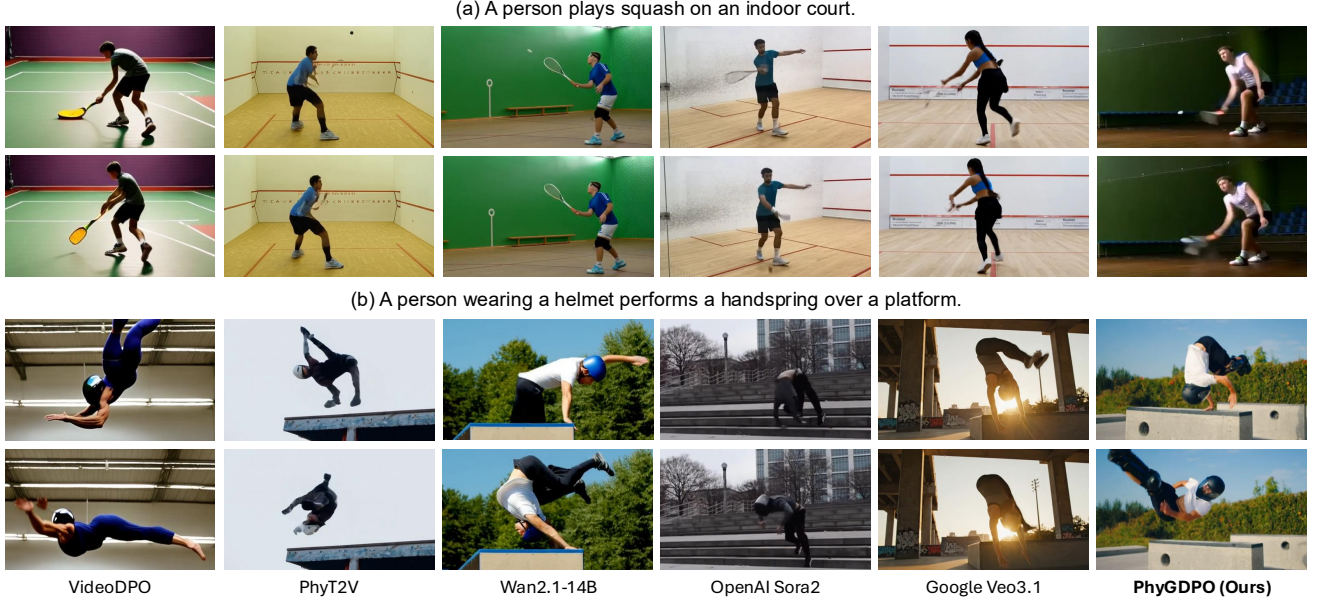 (a) A person plays squash on an indoor court.
(b) A person wearing a helmet performs a handspring over a platform.
VideoDPO
PhyT2V
Wan2.1-14B
OpenAI Sora2
Google Veo3.1
PhyGDPO (Ours)